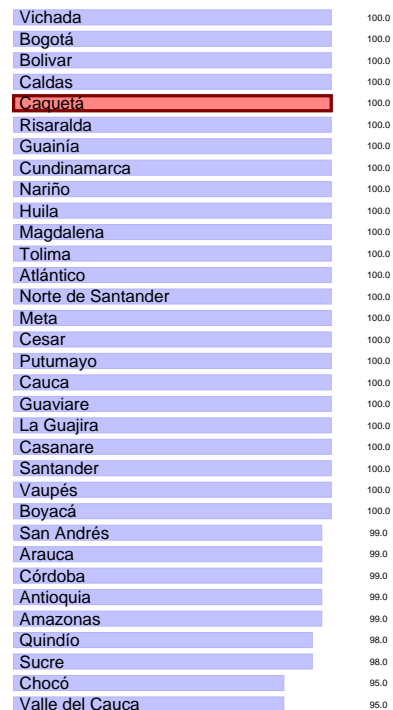 Vichada 100.0
Bogotá 100.0
Bolivar 100.0
Caldas 100.0
Caquetá 100.0
Risaralda 100.0
Guainía 100.0
Cundinamarca 100.0
Nariño 100.0
Huila 100.0
Magdalena 100.0
Tolima 100.0
Atlántico 100.0
Norte de Santander 100.0
Meta 100.0
Cesar 100.0
Putumayo 100.0
Cauca 100.0
Guaviare 100.0
La Guajira 100.0
Casanare 100.0
Santander 100.0
Vaupés 100.0
Boyacá 100.0
San Andrés 99.0
Arauca 99.0
Córdoba 99.0
Antioquia 99.0
Amazonas 99.0
Quindío 98.0
Sucre 98.0
Chocó 95.0
Valle del Cauca 95.0